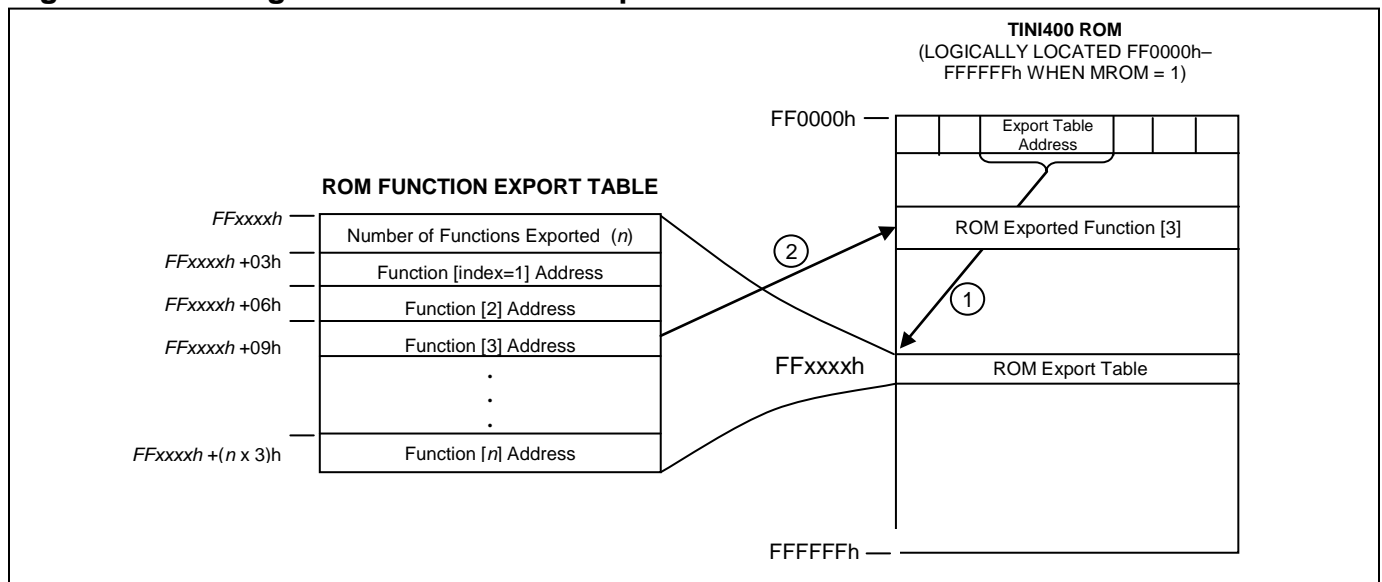 TINI400 ROM
(LOGICALLY LOCATED FF0000h–
FFFFFFh WHEN MROM = 1)
FF0000h
Export Table
Address
ROM FUNCTION EXPORT TABLE
FFxxxxh
Number of Functions Exported (n)
ROM Exported Function [3]
2
FFxxxxh +03h
Function [index=1] Address
FFxxxxh +06h
Function [2] Address
1
FFxxxxh +09h
Function [3] Address
FFxxxxh
ROM Export Table
.
.
.
FFxxxxh +(n x 3)h
Function [n] Address
FFFFFFh